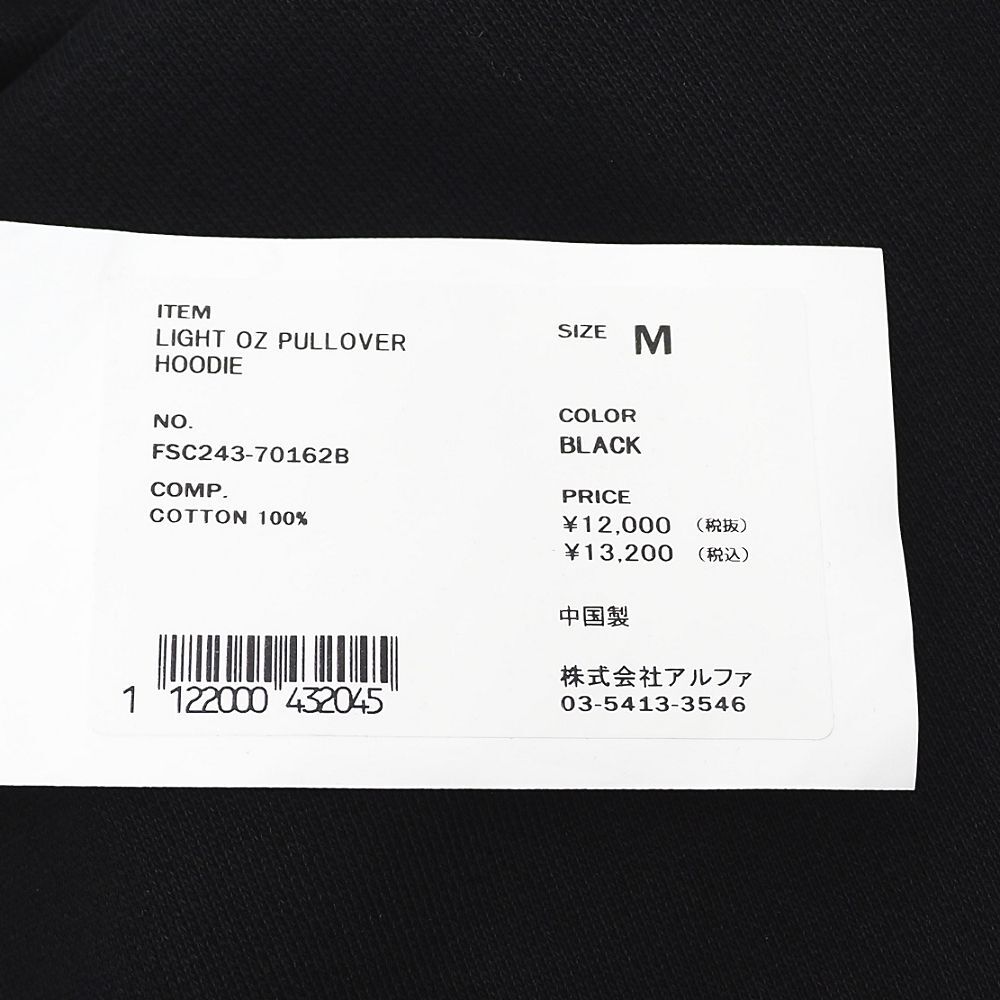 ITEM
LIGHT OZ PULLOVER
HOODIE
NO.
FSC243-70162B
COMP.
COTTON 100%
1 122000 432045
SIZE M
COLOR
BLACK
PRICE
¥12,000 (税抜)
¥13,200 (税込)
中国製
株式会社アルファ
03-5413-3546